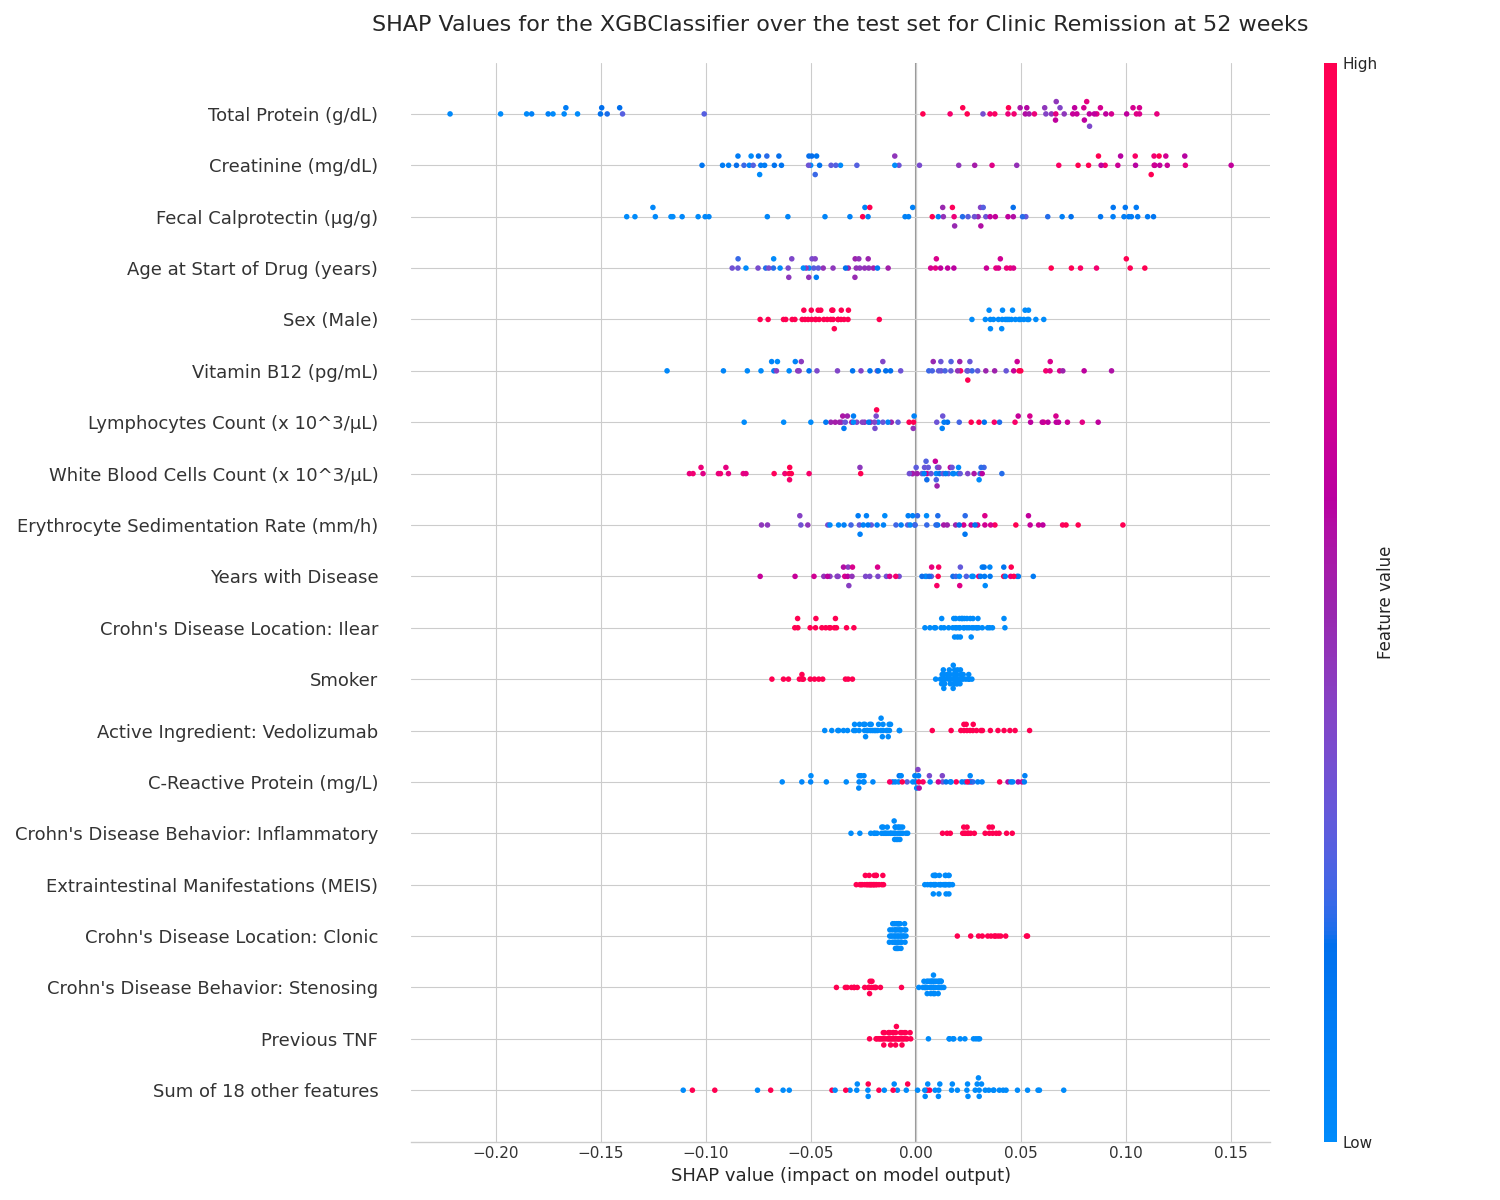 SHAP Values for the XGBClassifier over the test set for Clinic Remission at 52 weeks
High
Total Protein (g/dL)
Creatinine (mg/dL)
Fecal Calprotectin (µg/g)
Age at Start of Drug (years)
Sex (Male)
Vitamin B12 (pg/mL)
Lymphocytes Count (x 10^3/µL)
White Blood Cells Count (x 10^3/µL)
Erythrocyte Sedimentation Rate (mm/h)
Years with Disease
Crohn's Disease Location: Ilear
Smoker
Active Ingredient: Vedolizumab
C-Reactive Protein (mg/L)
Crohn's Disease Behavior: Inflammatory
Extraintestinal Manifestations (MEIS)
Crohn's Disease Location: Clonic
Crohn's Disease Behavior: Stenosing
Previous TNF
Sum of 18 other features
Feature value
Low
−0.20 −0.15 −0.10 −0.05 0.00 0.05 0.10 0.15
SHAP value (impact on model output)